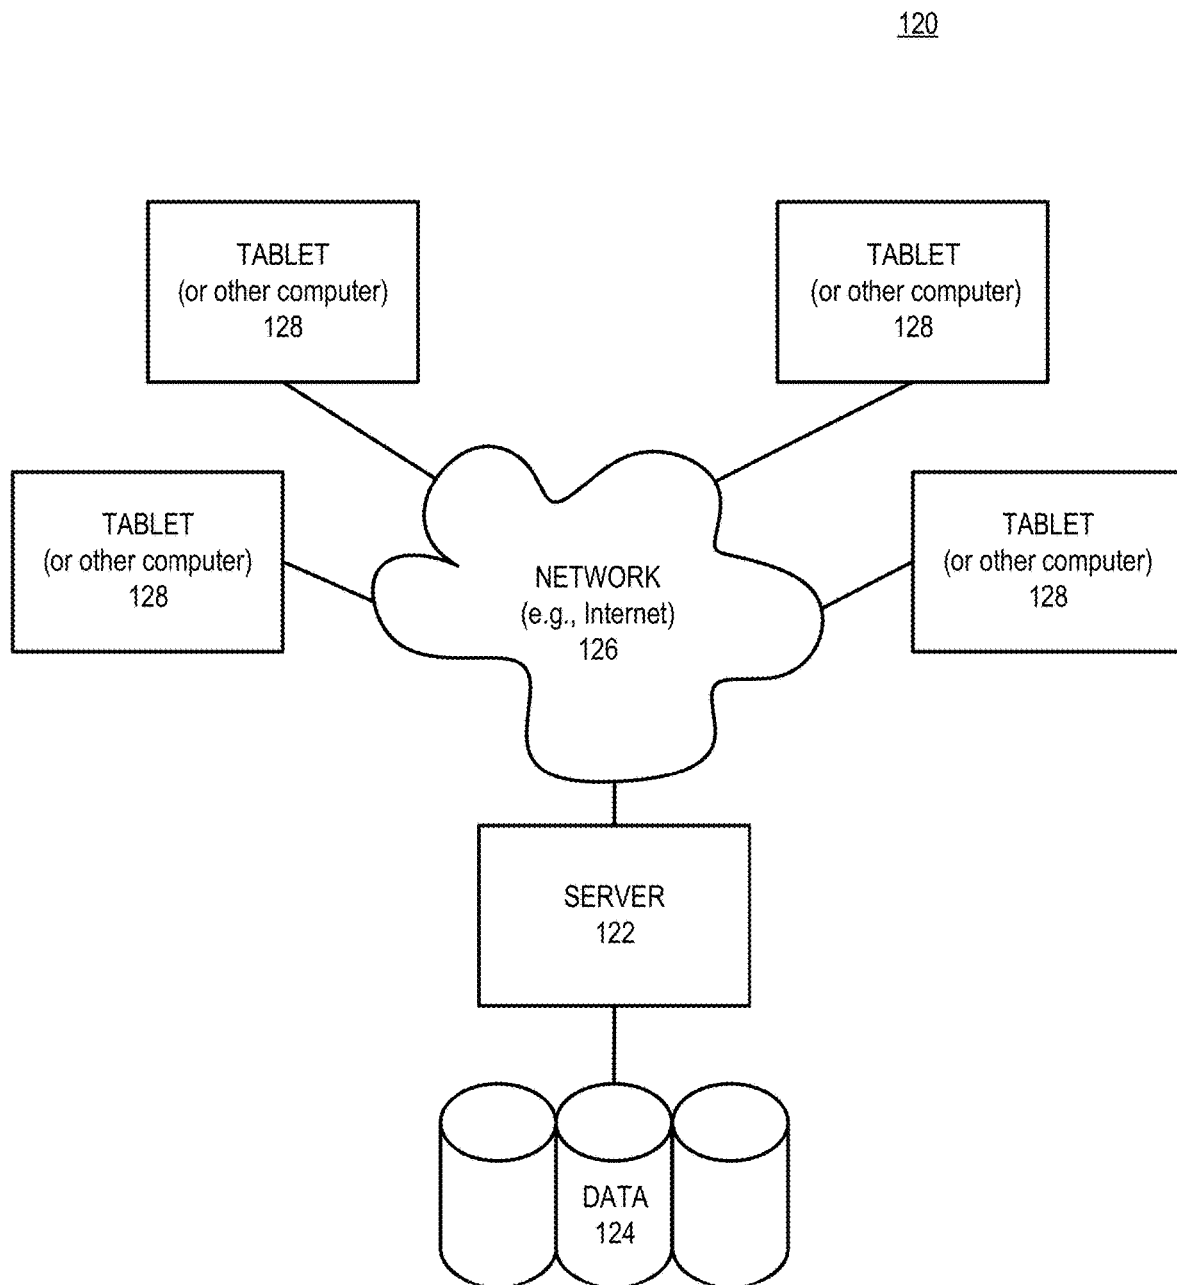 120
TABLET
(or other computer)
128
TABLET
(or other computer)
128
TABLET
(or other computer)
128
NETWORK
(e.g., Internet)
126
TABLET
(or other computer)
128
SERVER
122
DATA
124